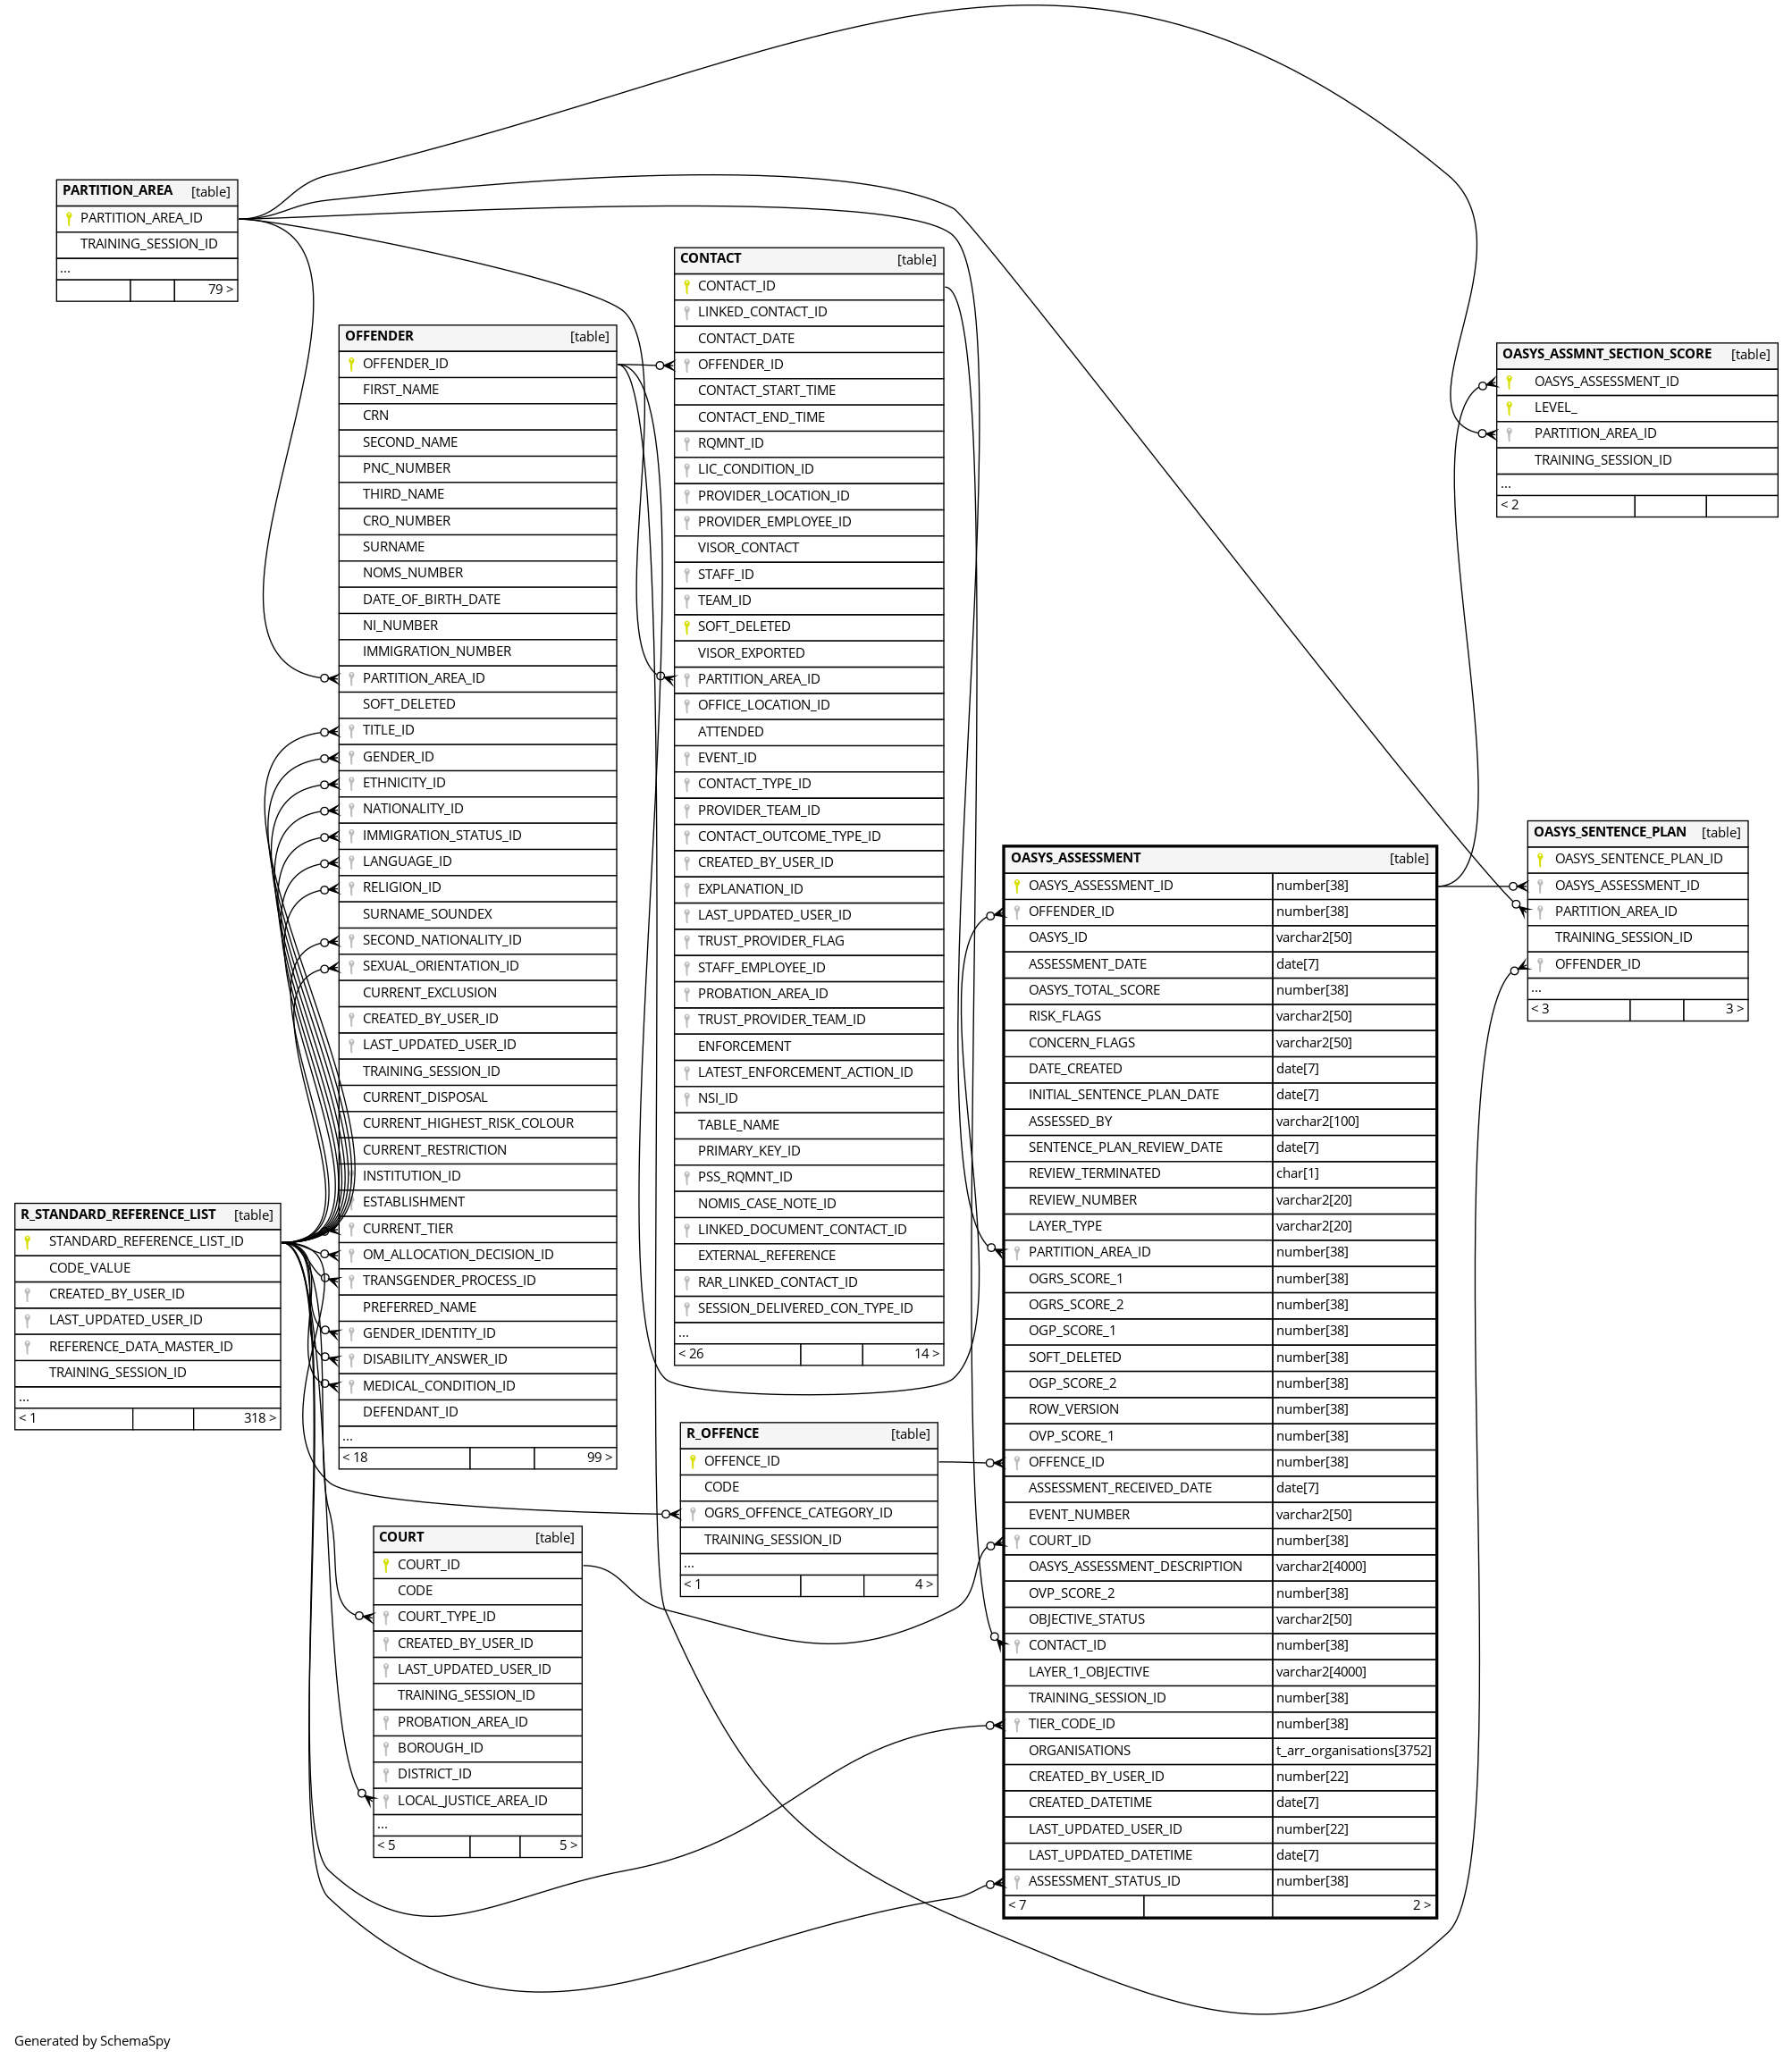 PARTITION_AREA [table]
PARTITION_AREA_ID
TRAINING_SESSION_ID
...
79 >
OFFENDER [table]
OFFENDER_ID
FIRST_NAME
CRN
SECOND_NAME
PNC_NUMBER
THIRD_NAME
CRO_NUMBER
SURNAME
NOMS_NUMBER
DATE_OF_BIRTH_DATE
NI_NUMBER
IMMIGRATION_NUMBER
PARTITION_AREA_ID
SOFT_DELETED
TITLE_ID
GENDER_ID
ETHNICITY_ID
NATIONALITY_ID
IMMIGRATION_STATUS_ID
LANGUAGE_ID
RELIGION_ID
SURNAME_SOUNDEX
SECOND_NATIONALITY_ID
SEXUAL_ORIENTATION_ID
CURRENT_EXCLUSION
CREATED_BY_USER_ID
LAST_UPDATED_USER_ID
TRAINING_SESSION_ID
CURRENT_DISPOSAL
CURRENT_HIGHEST_RISK_COLOUR
CURRENT_RESTRICTION
INSTITUTION_ID
ESTABLISHMENT
CURRENT_TIER
OM_ALLOCATION_DECISION_ID
TRANSGENDER_PROCESS_ID
PREFERRED_NAME
GENDER_IDENTITY_ID
DISABILITY_ANSWER_ID
MEDICAL_CONDITION_ID
DEFENDANT_ID
...
< 18 99 >
CONTACT [table]
CONTACT_ID
LINKED_CONTACT_ID
CONTACT_DATE
OFFENDER_ID
CONTACT_START_TIME
CONTACT_END_TIME
RQMNT_ID
LIC_CONDITION_ID
PROVIDER_LOCATION_ID
PROVIDER_EMPLOYEE_ID
VISOR_CONTACT
STAFF_ID
TEAM_ID
SOFT_DELETED
VISOR_EXPORTED
PARTITION_AREA_ID
OFFICE_LOCATION_ID
ATTENDED
EVENT_ID
CONTACT_TYPE_ID
PROVIDER_TEAM_ID
CONTACT_OUTCOME_TYPE_ID
CREATED_BY_USER_ID
EXPLANATION_ID
LAST_UPDATED_USER_ID
TRUST_PROVIDER_FLAG
STAFF_EMPLOYEE_ID
PROBATION_AREA_ID
TRUST_PROVIDER_TEAM_ID
ENFORCEMENT
LATEST_ENFORCEMENT_ACTION_ID
NSI_ID
TABLE_NAME
PRIMARY_KEY_ID
PSS_RQMNT_ID
NOMIS_CASE_NOTE_ID
LINKED_DOCUMENT_CONTACT_ID
EXTERNAL_REFERENCE
RAR_LINKED_CONTACT_ID
SESSION_DELIVERED_CON_TYPE_ID
...
< 26 14 >
OASYS_ASSMNT_SECTION_SCORE [table]
OASYS_ASSESSMENT_ID
LEVEL_
PARTITION_AREA_ID
TRAINING_SESSION_ID
...
< 2
OASYS_SENTENCE_PLAN [table]
OASYS_SENTENCE_PLAN_ID
OASYS_ASSESSMENT_ID
PARTITION_AREA_ID
TRAINING_SESSION_ID
OFFENDER_ID
...
< 3 3 >
OASYS_ASSESSMENT [table]
OASYS_ASSESSMENT_ID number[38]
OFFENDER_ID number[38]
OASYS_ID varchar2[50]
ASSESSMENT_DATE date[7]
OASYS_TOTAL_SCORE number[38]
RISK_FLAGS varchar2[50]
CONCERN_FLAGS varchar2[50]
DATE_CREATED date[7]
INITIAL_SENTENCE_PLAN_DATE date[7]
ASSESSED_BY varchar2[100]
SENTENCE_PLAN_REVIEW_DATE date[7]
REVIEW_TERMINATED char[1]
REVIEW_NUMBER varchar2[20]
LAYER_TYPE varchar2[20]
PARTITION_AREA_ID number[38]
OGRS_SCORE_1 number[38]
OGRS_SCORE_2 number[38]
OGP_SCORE_1 number[38]
SOFT_DELETED number[38]
OGP_SCORE_2 number[38]
ROW_VERSION number[38]
OVP_SCORE_1 number[38]
OFFENCE_ID number[38]
ASSESSMENT_RECEIVED_DATE date[7]
EVENT_NUMBER varchar2[50]
COURT_ID number[38]
OASYS_ASSESSMENT_DESCRIPTION varchar2[4000]
OVP_SCORE_2 number[38]
OBJECTIVE_STATUS varchar2[50]
CONTACT_ID number[38]
LAYER_1_OBJECTIVE varchar2[4000]
TRAINING_SESSION_ID number[38]
TIER_CODE_ID number[38]
ORGANISATIONS t_arr_organisations[3752]
CREATED_BY_USER_ID number[22]
CREATED_DATETIME date[7]
LAST_UPDATED_USER_ID number[22]
LAST_UPDATED_DATETIME date[7]
ASSESSMENT_STATUS_ID number[38]
< 7 2 >
R_STANDARD_REFERENCE_LIST [table]
STANDARD_REFERENCE_LIST_ID
CODE_VALUE
CREATED_BY_USER_ID
LAST_UPDATED_USER_ID
REFERENCE_DATA_MASTER_ID
TRAINING_SESSION_ID
...
< 1 318 >
R_OFFENCE [table]
OFFENCE_ID
CODE
OGRS_OFFENCE_CATEGORY_ID
TRAINING_SESSION_ID
...
< 1 4 >
COURT [table]
COURT_ID
CODE
COURT_TYPE_ID
CREATED_BY_USER_ID
LAST_UPDATED_USER_ID
TRAINING_SESSION_ID
PROBATION_AREA_ID
BOROUGH_ID
DISTRICT_ID
LOCAL_JUSTICE_AREA_ID
...
< 5 5 >
Generated by SchemaSpy